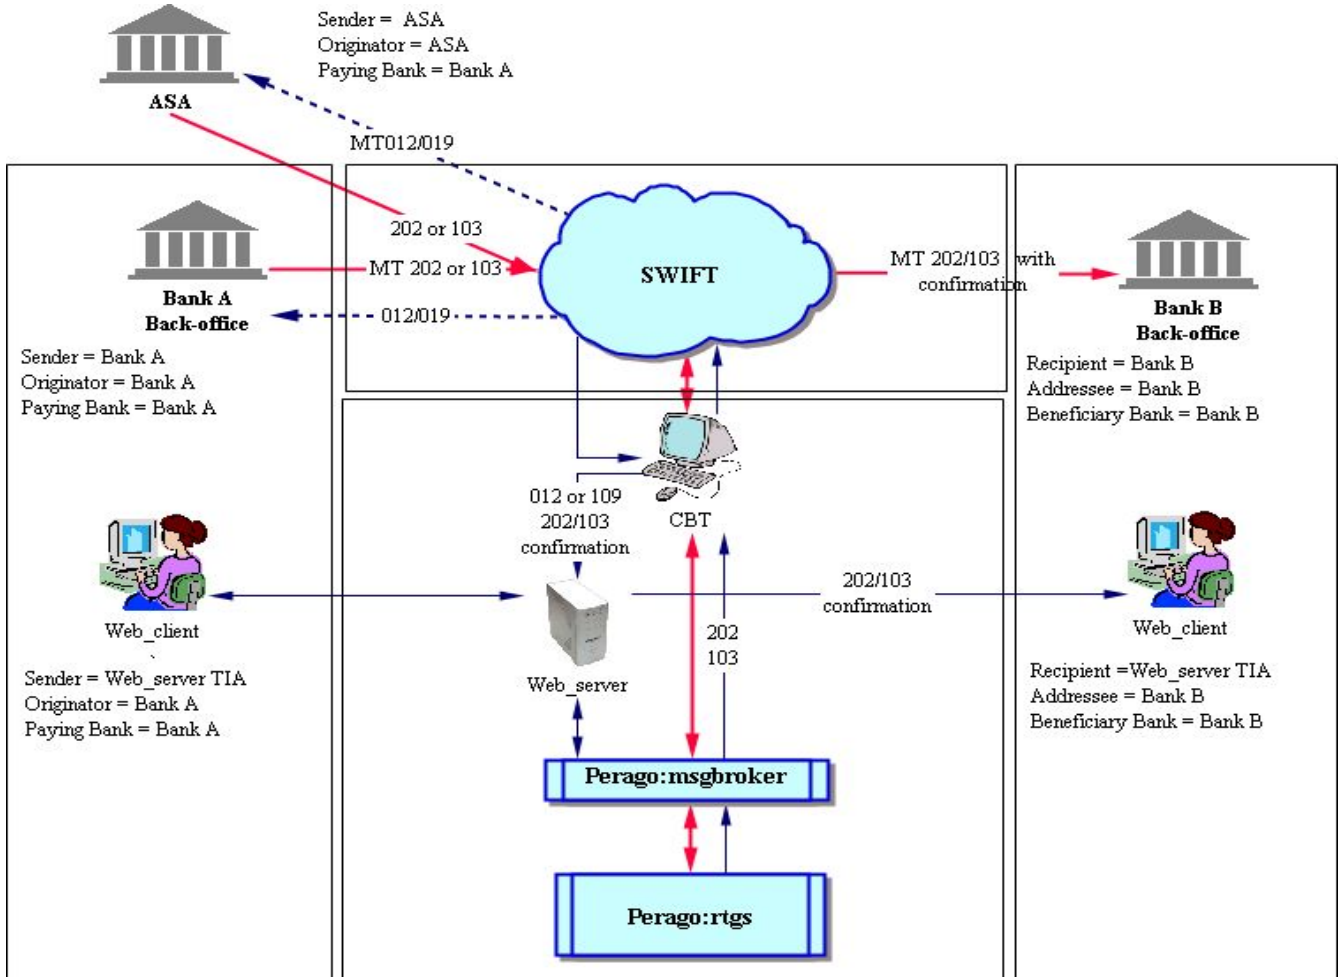 Sender = ASA
Originator = ASA
Paying Bank = Bank A
ASA
MT012/019
202 or 103
MT 202 or 103
SWIFT
MT 202/103 with
confirmation
Bank A
Back-office
012/019
Bank B
Back-office
Sender = Bank A
Originator = Bank A
Paying Bank = Bank A
Recipient = Bank B
Addressee = Bank B
Beneficiary Bank = Bank B
012 or 109
202/103
confirmation
CBT
202/103
confirmation
Web_client
Web_client
202
103
Sender = Web_server TIA
Originator = Bank A
Paying Bank = Bank A
Web_server
Recipient =Web_server TIA
Addressee = Bank B
Beneficiary Bank = Bank B
Perago:msgbroker
Perago:rtgs